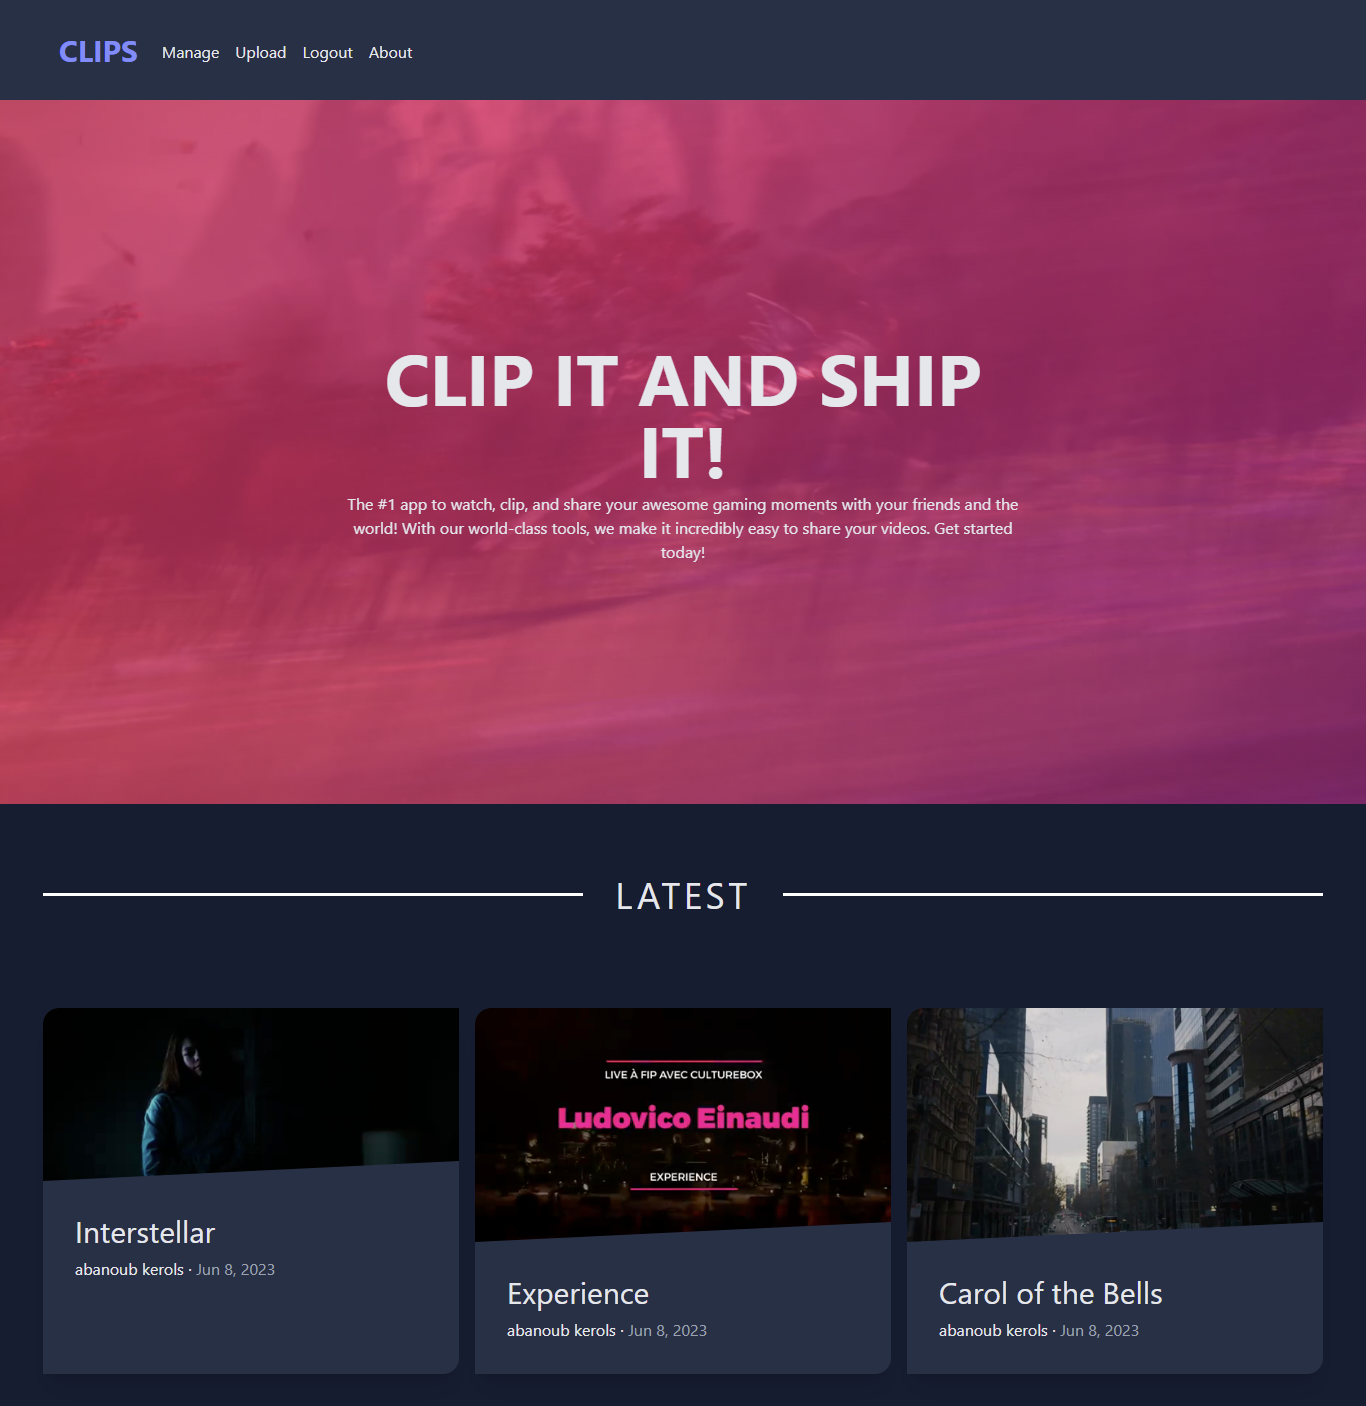 CLIPS Manage Upload Logout About
CLIP IT AND SHIP
IT!
The #1 app to watch, clip, and share your awesome gaming moments with your friends and the
world! With our world-class tools, we make it incredibly easy to share your videos. Get started
today!
LATEST
Interstellar
abanoub kerols · Jun 8, 2023
LIVE À FIP AVEC CULTUREBOX
Ludovico Einaudi
EXPERIENCE
Experience
abanoub kerols · Jun 8, 2023
Carol of the Bells
abanoub kerols · Jun 8, 2023